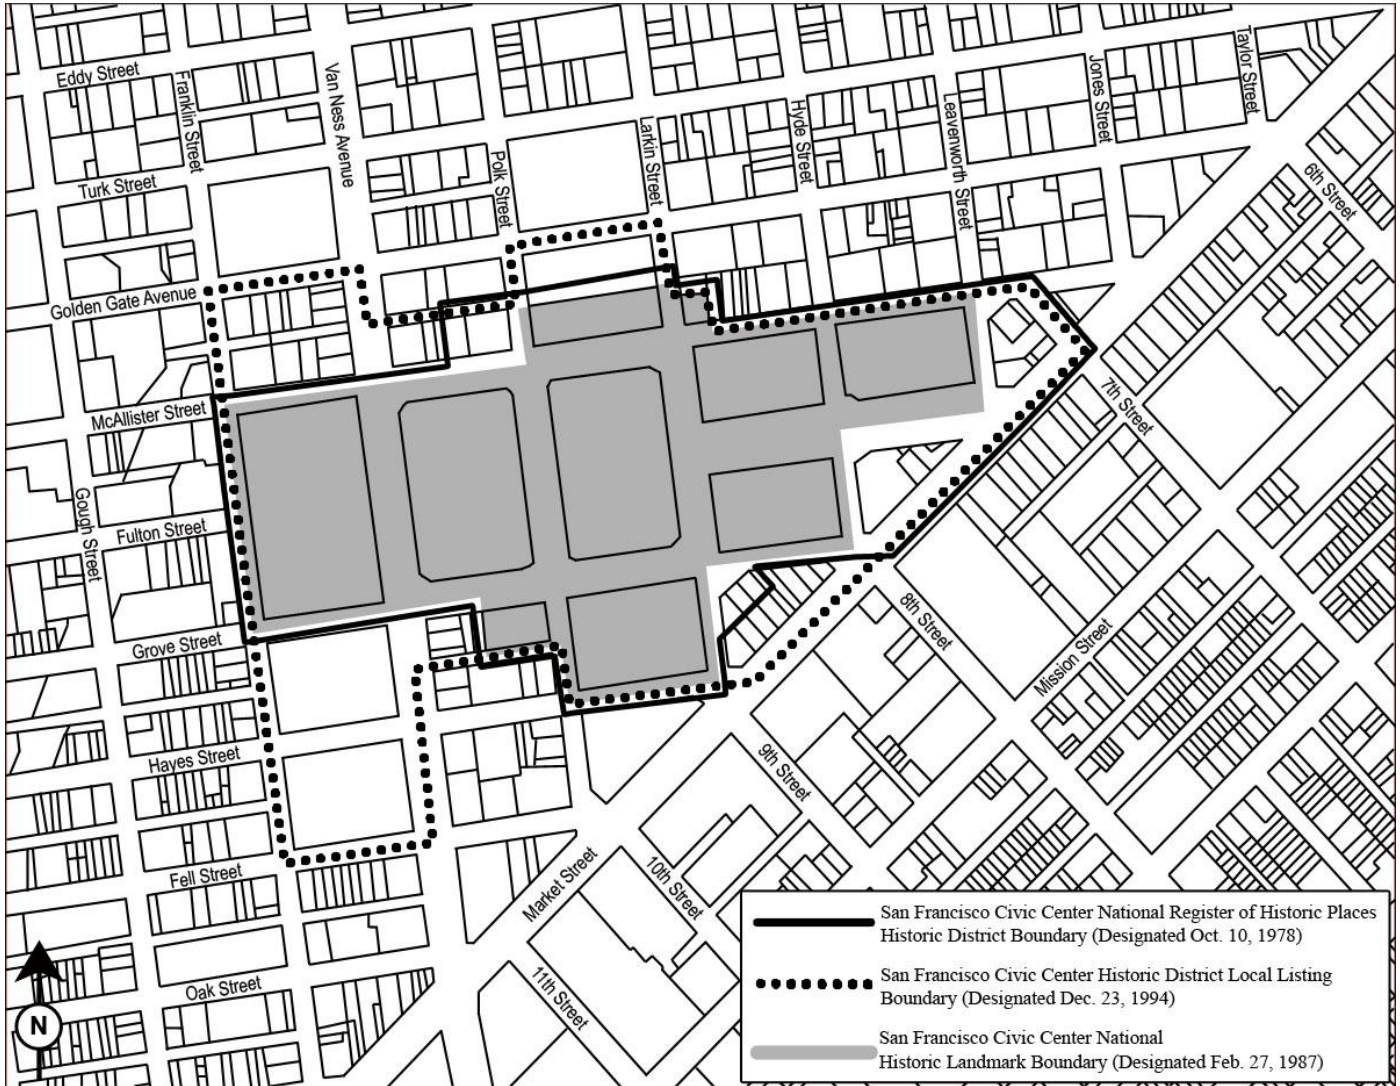 Eddy Street
Franklin Street
Van Ness Avenue
Polk Street
Larkin Street
Hyde Street
Leavenworth Street
Jones Street
Taylor Street
6th Street
Turk Street
Golden Gate Avenue
McAllister Street
7th Street
Gough Street
Fulton Street
Grove Street
8th Street
Mission Street
Hayes Street
9th Street
Fell Street
Market Street
10th Street
Oak Street
11th Street
N
San Francisco Civic Center National Register of Historic Places
Historic District Boundary (Designated Oct. 10, 1978)
San Francisco Civic Center Historic District Local Listing
Boundary (Designated Dec. 23, 1994)
San Francisco Civic Center National
Historic Landmark Boundary (Designated Feb. 27, 1987)